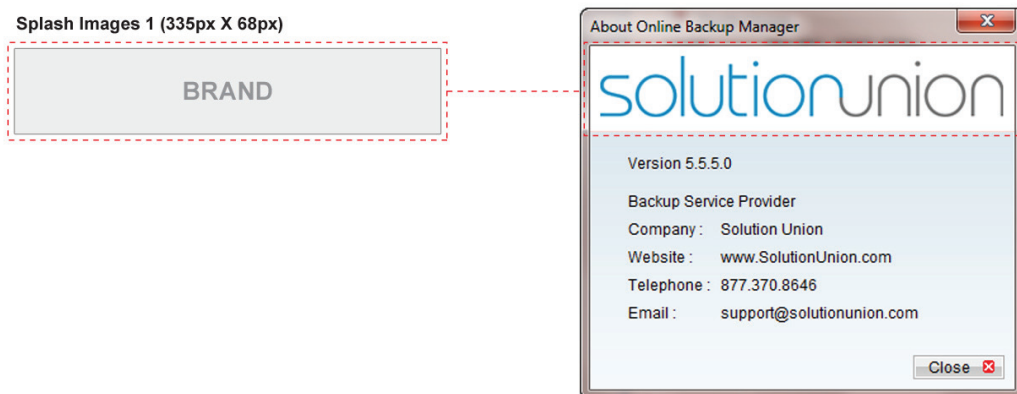 Splash Images 1 (335px X 68px)
BRAND
About Online Backup Manager
solutionunion
Version 5.5.5.0
Backup Service Provider
Company : Solution Union
Website : www.SolutionUnion.com
Telephone : 877.370.8646
Email : support@solutionunion.com
Close